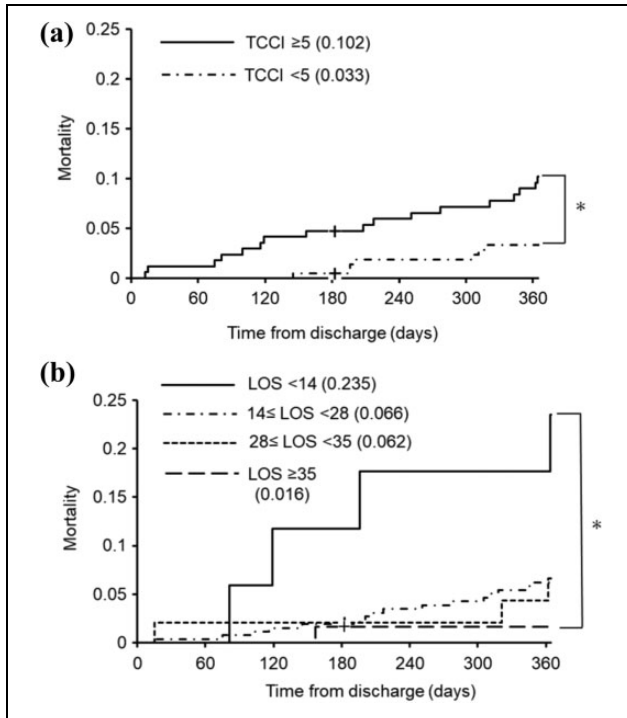 (a)
TCCI ≥5 (0.102)
TCCI <5 (0.033)
0.25
0.2
0.15
0.1
0.05
0
Mortality
*
0 60 120 180 240 300 360
Time from discharge (days)
(b)
LOS <14 (0.235)
14≤ LOS <28 (0.066)
28≤ LOS <35 (0.062)
LOS ≥35
(0.016)
0.25
0.2
0.15
0.1
0.05
0
Mortality
*
0 60 120 180 240 300 360
Time from discharge (days)